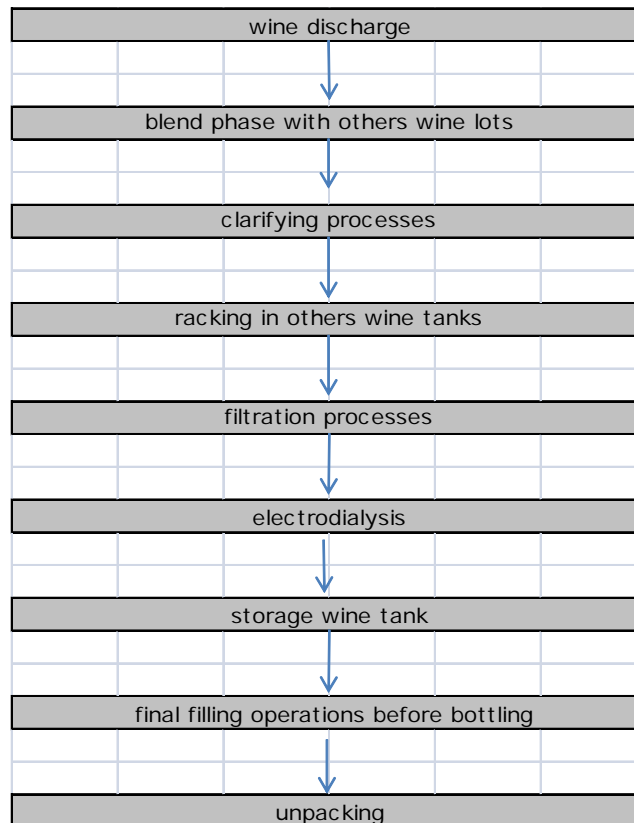 wine discharge
blend phase with others wine lots
clarifying processes
racking in others wine tanks
filtration processes
electrodialysis
storage wine tank
final filling operations before bottling
unpacking